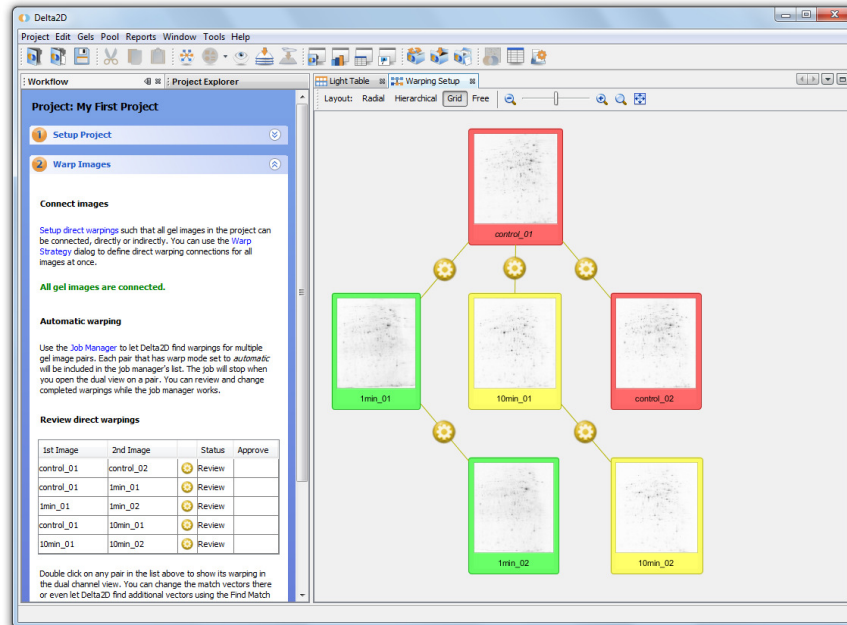 Delta2D
Project Edit Gels Pool Reports Window Tools Help
Workflow
Project Explorer
Project: My First Project
1 Setup Project
2 Warp Images
Connect images
Setup direct warpings such that all gel images in the project can
be connected, directly or indirectly. You can use the Warp
Strategy dialog to define direct warping connections for all
images at once.
All gel images are connected.
Automatic warping
Use the Job Manager to let Delta2D find warpings for multiple
gel image pairs. Each pair that has warp mode set to automatic
will be included in the job manager's list. The job will stop when
you open the dual view on a pair. You can review and change
completed warpings while the job manager works.
Review direct warpings
1st Image 2nd Image Status Approve
control_01 control_02 Review
control_01 1min_01 Review
1min_01 1min_02 Review
control_01 10min_01 Review
10min_01 10min_02 Review
Double click on any pair in the list above to show its warping in
the dual channel view. You can change the match vectors there
or even let Delta2D find additional vectors using the Find Match
Light Table
Warping Setup
Layout: Radial Hierarchical Grid Free
control_01
1min_01
10min_01
control_02
1min_02
10min_02